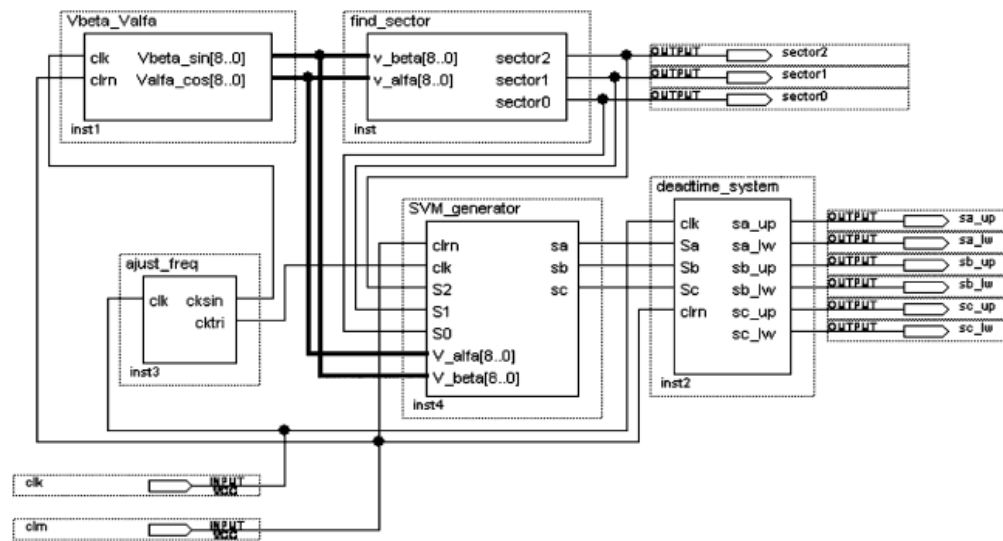 Vbeta_Valfa
clk Vbeta_sin[8..0]
clrn Valfa_cos[8..0]
inst1
find_sector
v_beta[8..0] sector2
v_alfa[8..0] sector1
sector0
inst
OUTPUT sector2
OUTPUT sector1
OUTPUT sector0
ajust_freq
clk cksin
cktri
inst3
SVM_generator
clrn sa
clk sb
S2 sc
S1
S0
V_alfa[8..0]
V_beta[8..0]
inst4
deadtime_system
clk sa_up
Sa sa_lw
Sb sb_up
Sc sb_lw
clrn sc_up
sc_lw
inst2
OUTPUT sa_up
OUTPUT sa_lw
OUTPUT sb_up
OUTPUT sb_lw
OUTPUT sc_up
OUTPUT sc_lw
clk INPUT
VCC
clrn INPUT
VCC